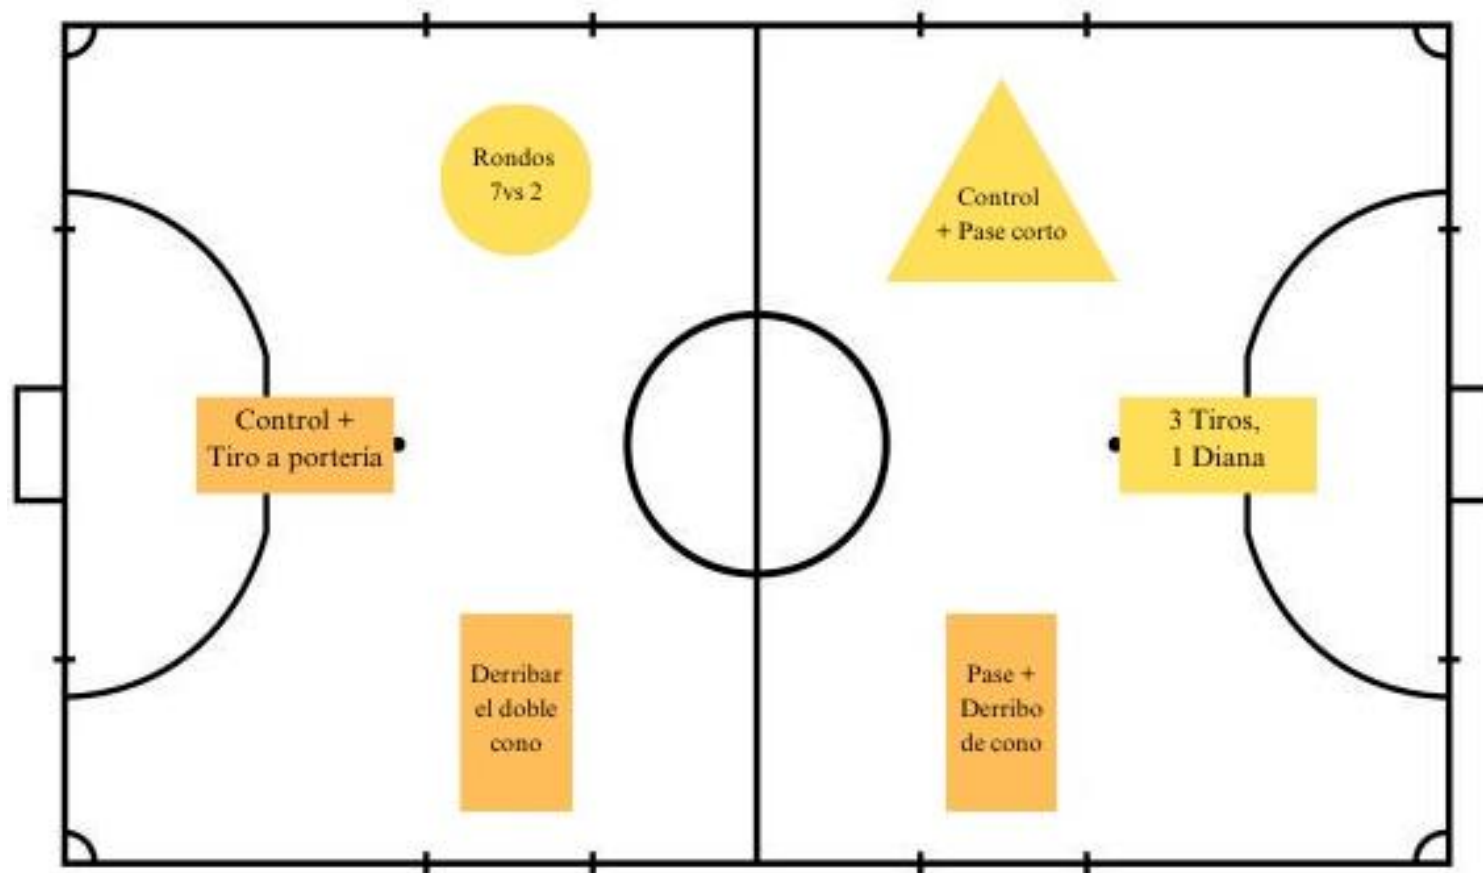 Rondos
7vs 2
Control
+ Pase corto
Control +
Tiro a portería
3 Tiros,
1 Diana
Derribar
el doble
cono
Pase +
Derribo
de cono